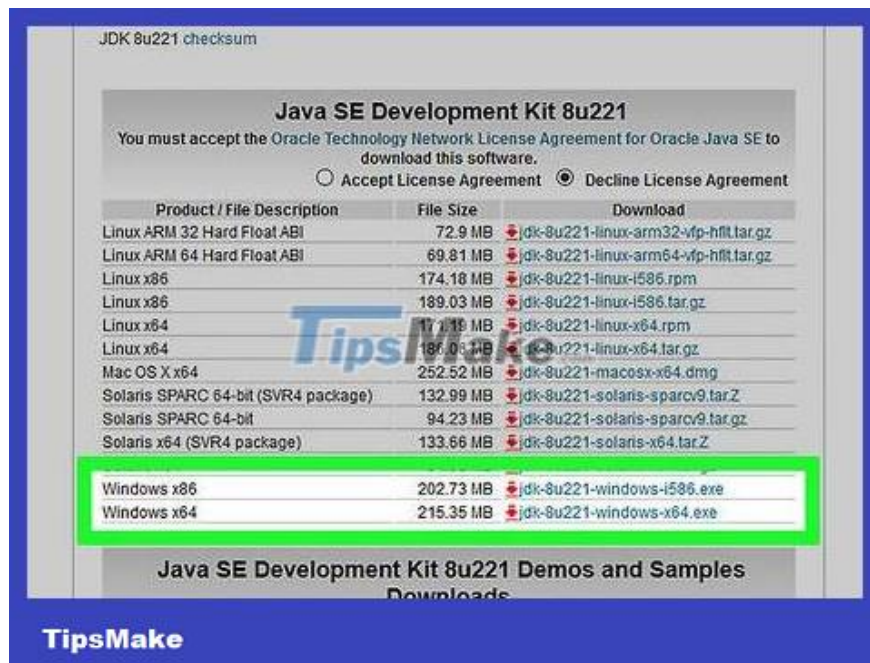 JDK 8u221 checksum
Java SE Development Kit 8u221
You must accept the Oracle Technology Network License Agreement for Oracle Java SE to
download this software.
Accept License Agreement Decline License Agreement
Product / File Description File Size Download
Linux ARM 32 Hard Float ABI 72.9 MB jdk-8u221-linux-arm32-vfp-hflt.tar.gz
Linux ARM 64 Hard Float ABI 69.81 MB jdk-8u221-linux-arm64-vfp-hflt.tar.gz
Linux x86 174.18 MB jdk-8u221-linux-i586.rpm
Linux x86 189.03 MB jdk-8u221-linux-i586.tar.gz
Linux x64 MB jdk-8u221-linux-x64.rpm
Linux x64 MB jdk-8u221-linux-x64.tar.gz
TipsMake
Mac OS X x64 252.52 MB jdk-8u221-macosx-x64.dmg
Solaris SPARC 64-bit (SVR4 package) 132.99 MB jdk-8u221-solaris-sparcv9.tar.Z
Solaris SPARC 64-bit 94.23 MB jdk-8u221-solaris-sparcv9.tar.gz
Solaris x64 (SVR4 package) 133.66 MB jdk-8u221-solaris-x64.tar.Z
Windows x86 202.73 MB jdk-8u221-windows-i586.exe
Windows x64 215.35 MB jdk-8u221-windows-x64.exe
Java SE Development Kit 8u221 Demos and Samples
Downloads
TipsMake